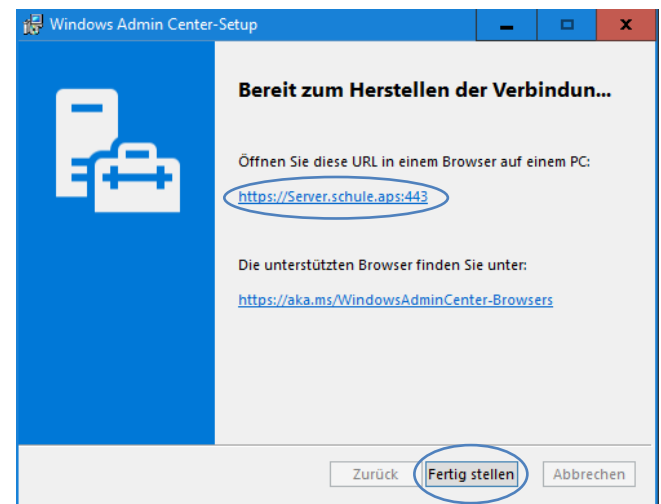 Windows Admin Center-Setup
Bereit zum Herstellen der Verbindun...
Öffnen Sie diese URL in einem Browser auf einem PC:
https://Server.schule.aps:443
Die unterstützten Browser finden Sie unter:
https://aka.ms/WindowsAdminCenter-Browsers
Zurück Fertig stellen Abbrechen